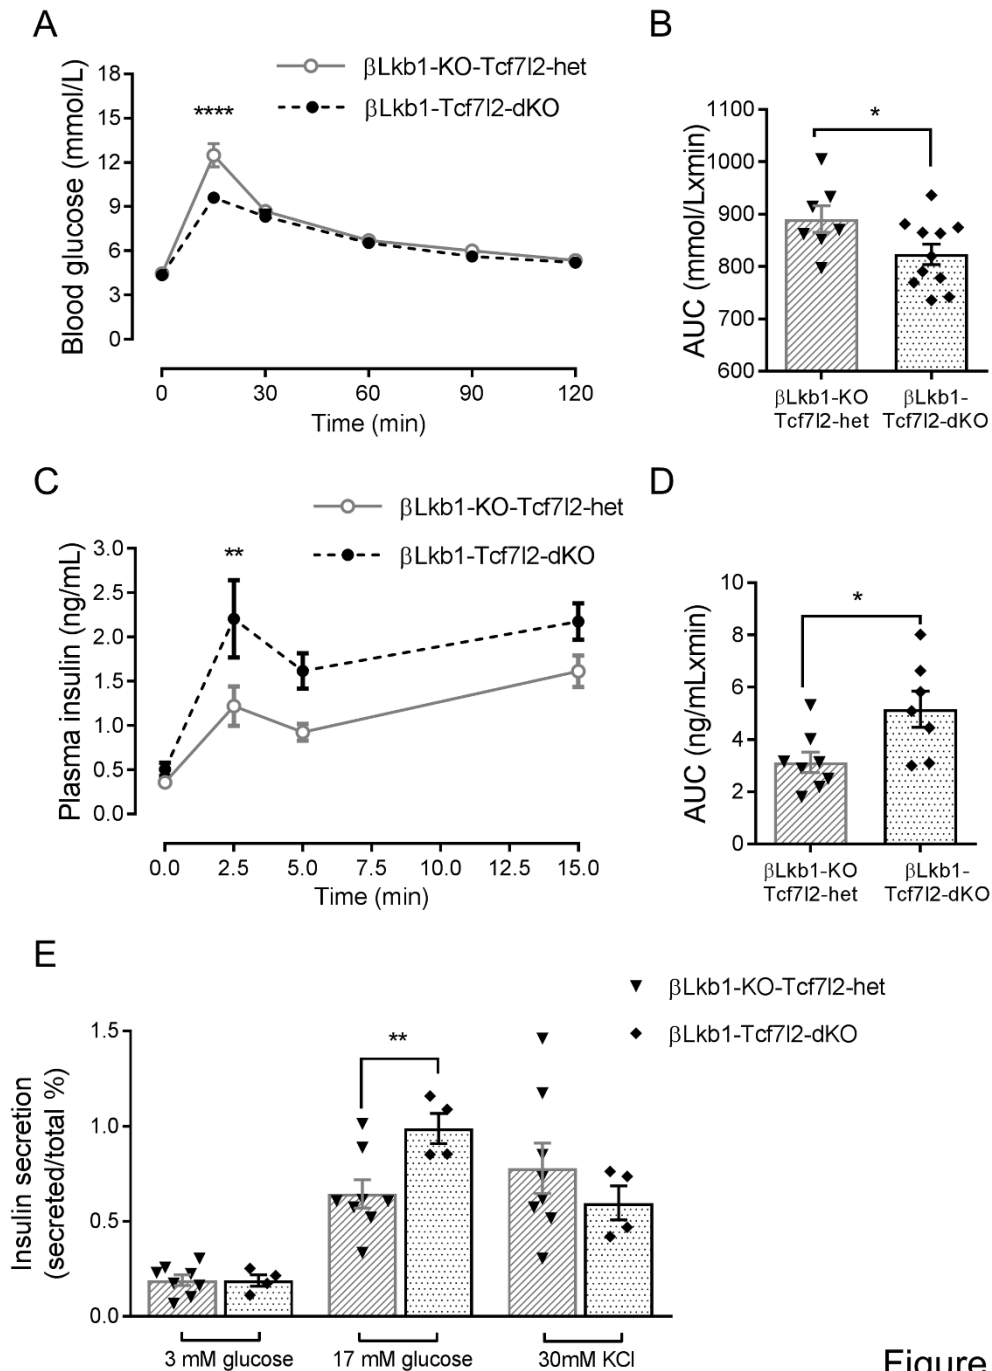 A
βLkb1-KO-Tcf7l2-het
βLkb1-Tcf7l2-dKO
****
Blood glucose (mmol/L)
18
15
12
9
6
3
0
0 30 60 90 120
Time (min)
B
*
AUC (mmol/Lxmin)
1100
1000
900
800
700
600
βLkb1-KO
Tcf7l2-het
βLkb1-
Tcf7l2-dKO
C
βLkb1-KO-Tcf7l2-het
βLkb1-Tcf7l2-dKO
**
Plasma insulin (ng/mL)
3.0
2.5
2.0
1.5
1.0
0.5
0.0
0.0 2.5 5.0 7.5 10.0 12.5 15.0
Time (min)
D
*
AUC (ng/mLxmin)
10
8
6
4
2
0
βLkb1-KO
Tcf7l2-het
βLkb1-
Tcf7l2-dKO
E
βLkb1-KO-Tcf7l2-het
βLkb1-Tcf7l2-dKO
**
Insulin secretion
(secreted/total %)
1.5
1.0
0.5
0.0
3 mM glucose 17 mM glucose 30mM KCl
Figure